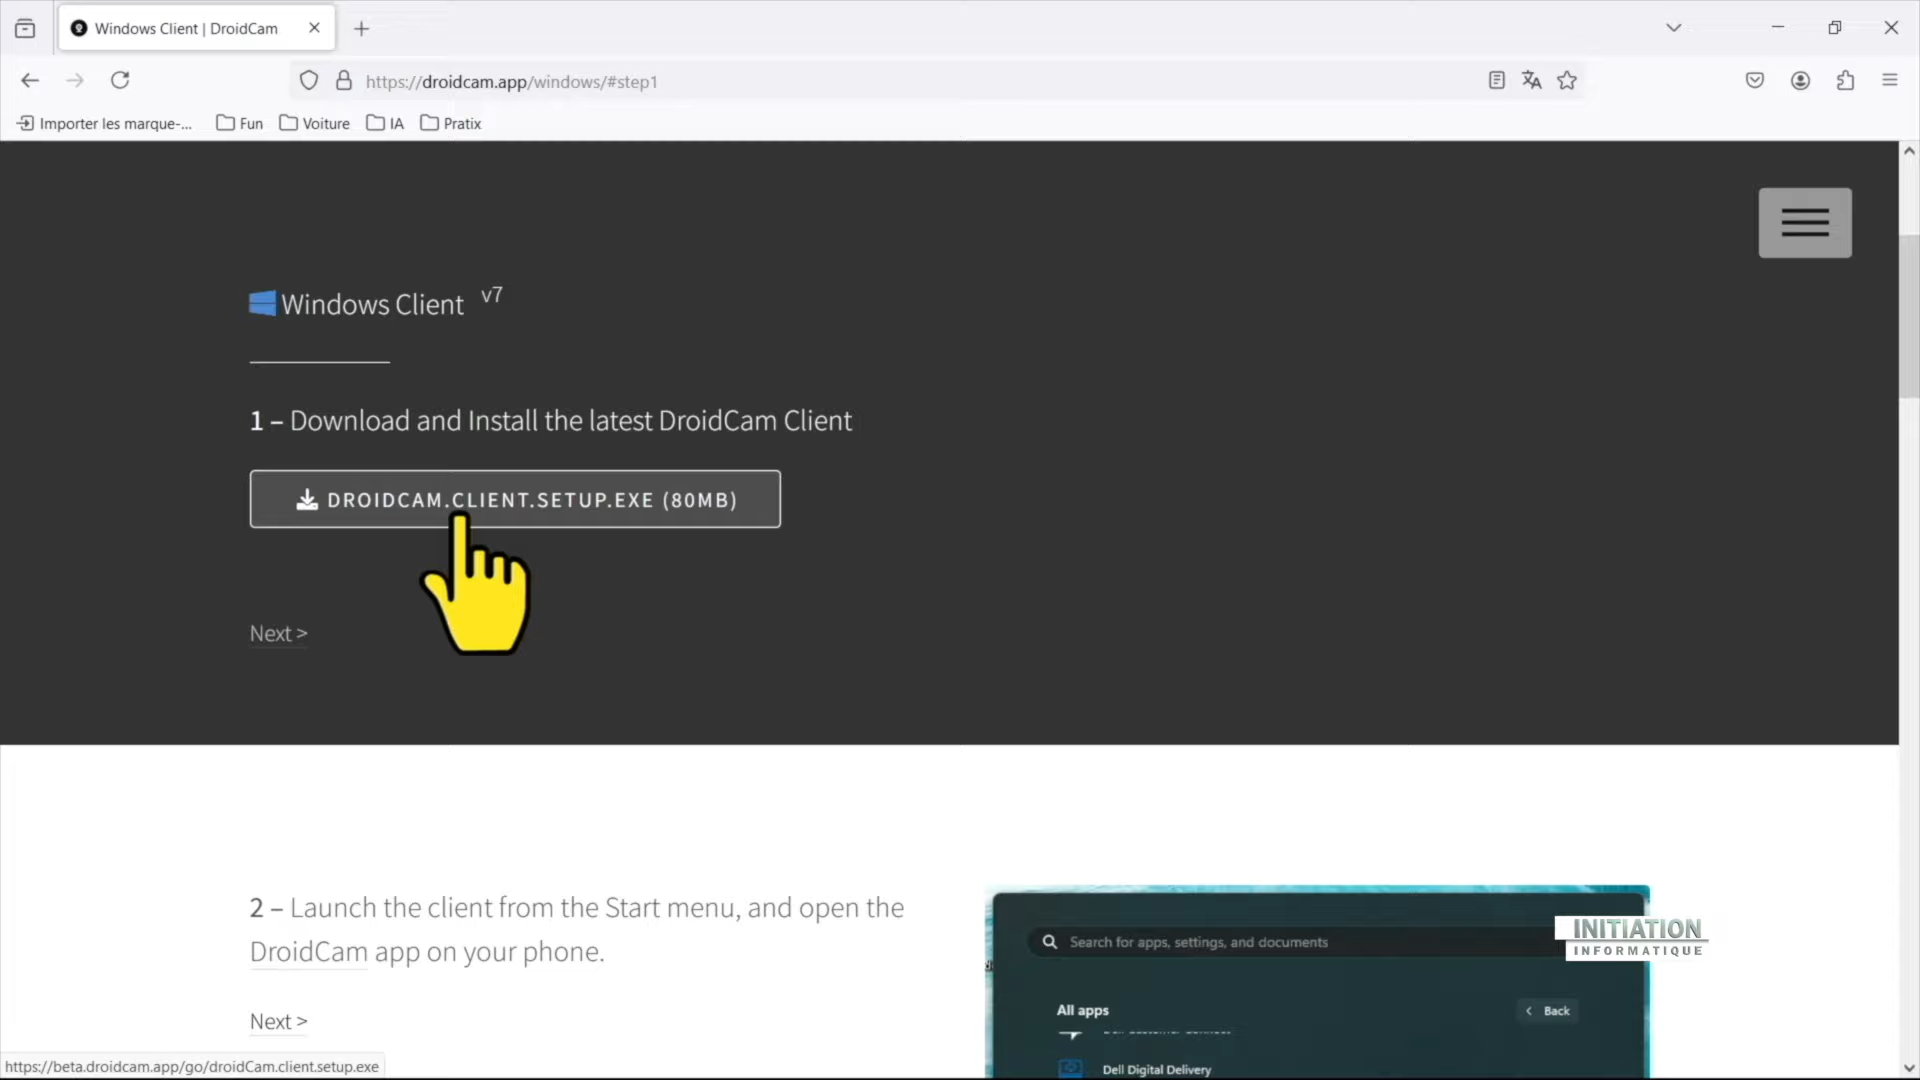 Windows Client | DroidCam
https://droidcam.app/windows/#step1
Importer les marque-...
Fun
Voiture
IA
Pratix
Windows Client v7
1 – Download and Install the latest DroidCam Client
DROIDCAM.CLIENT.SETUP.EXE (80MB)
Next >
2 – Launch the client from the Start menu, and open the
DroidCam app on your phone.
Next >
Search for apps, settings, and documents
INITIATION
INFORMATIQUE
All apps
Back
Dell Digital Delivery
https://beta.droidcam.app/go/droidCam.client.setup.exe